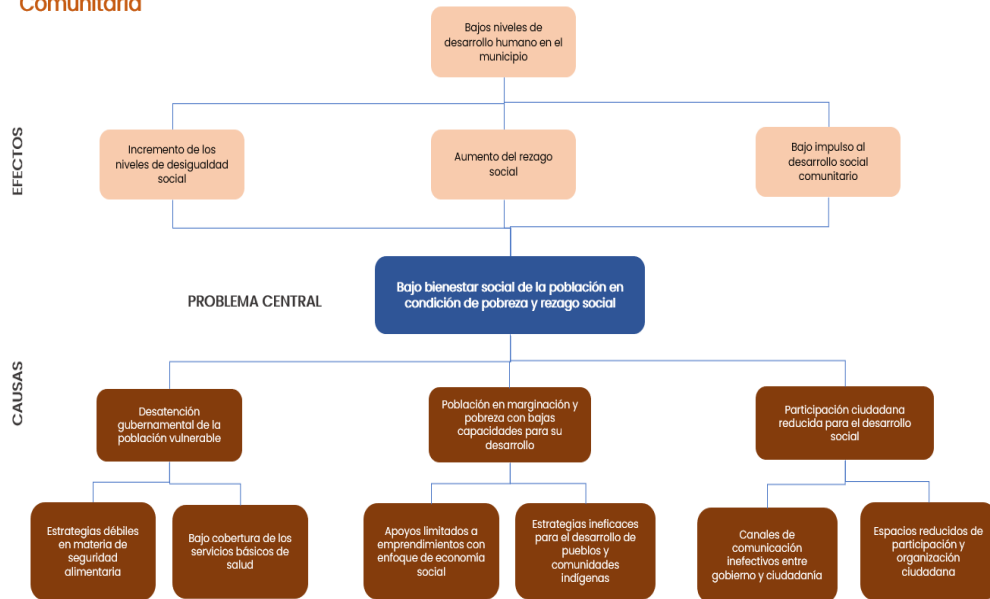 Comunitaria
Bajos niveles de
desarrollo humano en el
municipio
EFECTOS
Incremento de los
niveles de desigualdad
social
Aumento del rezago
social
Bajo impulso al
desarrollo social
comunitario
PROBLEMA CENTRAL
Bajo bienestar social de la población en
condición de pobreza y rezago social
CAUSAS
Desatención
gubernamental de la
población vulnerable
Población en marginación y
pobreza con bajas
capacidades para su
desarrollo
Participación ciudadana
reducida para el desarrollo
social
Estrategias débiles
en materia de
seguridad
alimentaria
Bajo cobertura de los
servicios básicos de
salud
Apoyos limitados a
emprendimientos con
enfoque de economía
social
Estrategias ineficaces
para el desarrollo de
pueblos y
comunidades
indígenas
Canales de
comunicación
inefectivos entre
gobierno y ciudadanía
Espacios reducidos de
participación y
organización
ciudadana